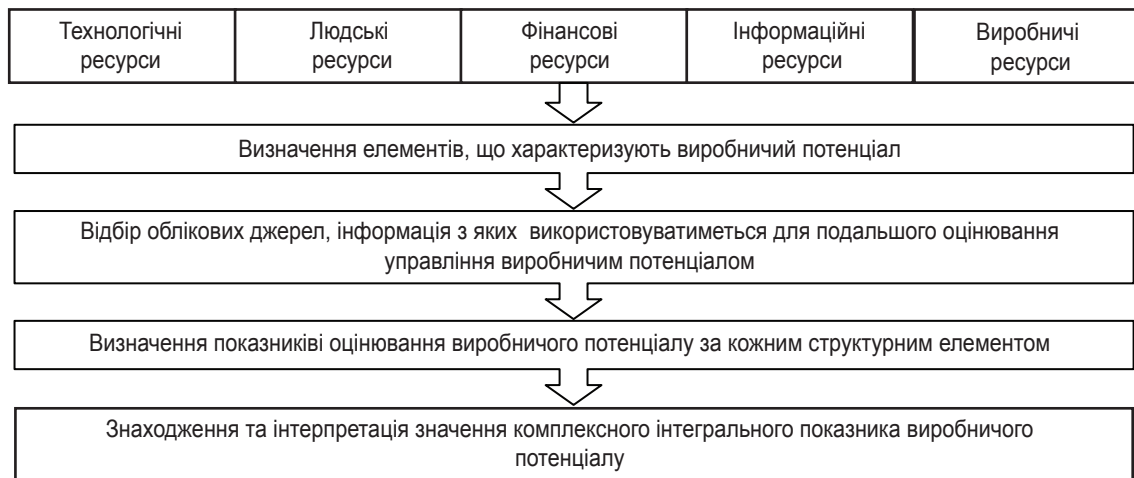 Технологічні
ресурси
Людські
ресурси
Фінансові
ресурси
Інформаційні
ресурси
Виробничі
ресурси
Визначення елементів, що характеризують виробничий потенціал
Відбір облікових джерел, інформація з яких використовуватиметься для подальшого оцінювання
управління виробничим потенціалом
Визначення показниківі оцінювання виробничого потенціалу за кожним структурним елементом
Знаходження та інтерпретація значення комплексного інтегрального показника виробничого
потенціалу